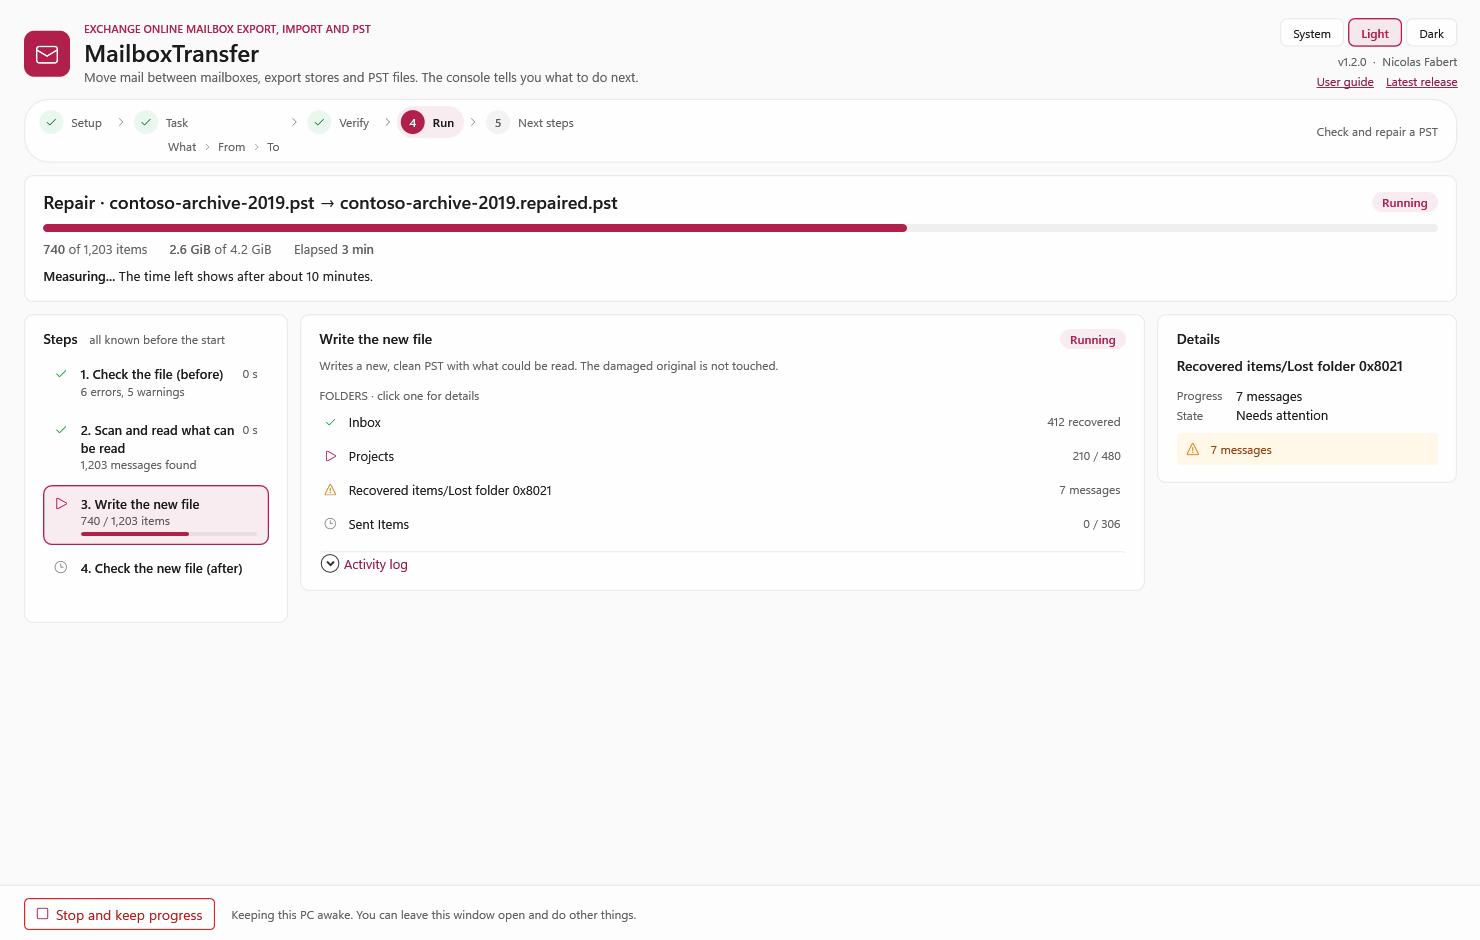 EXCHANGE ONLINE MAILBOX EXPORT, IMPORT AND PST
MailboxTransfer
Move mail between mailboxes, export stores and PST files. The console tells you what to do next.
System
Light
Dark
v1.2.0 · Nicolas Fabert
User guide
Latest release
Setup
Task
Verify
4
Run
5
Next steps
What
From
To
Check and repair a PST
Repair · contoso-archive-2019.pst → contoso-archive-2019.repaired.pst
Running
740 of 1,203 items
2.6 GiB of 4.2 GiB
Elapsed 3 min
Measuring... The time left shows after about 10 minutes.
Steps
all known before the start
1. Check the file (before)
0 s
6 errors, 5 warnings
2. Scan and read what can
be read
0 s
1,203 messages found
3. Write the new file
740 / 1,203 items
4. Check the new file (after)
Write the new file
Running
Writes a new, clean PST with what could be read. The damaged original is not touched.
FOLDERS · click one for details
Inbox
412 recovered
Projects
210 / 480
Recovered items/Lost folder 0x8021
7 messages
Sent Items
0 / 306
Activity log
Details
Recovered items/Lost folder 0x8021
Progress
7 messages
State
Needs attention
7 messages
Stop and keep progress
Keeping this PC awake. You can leave this window open and do other things.